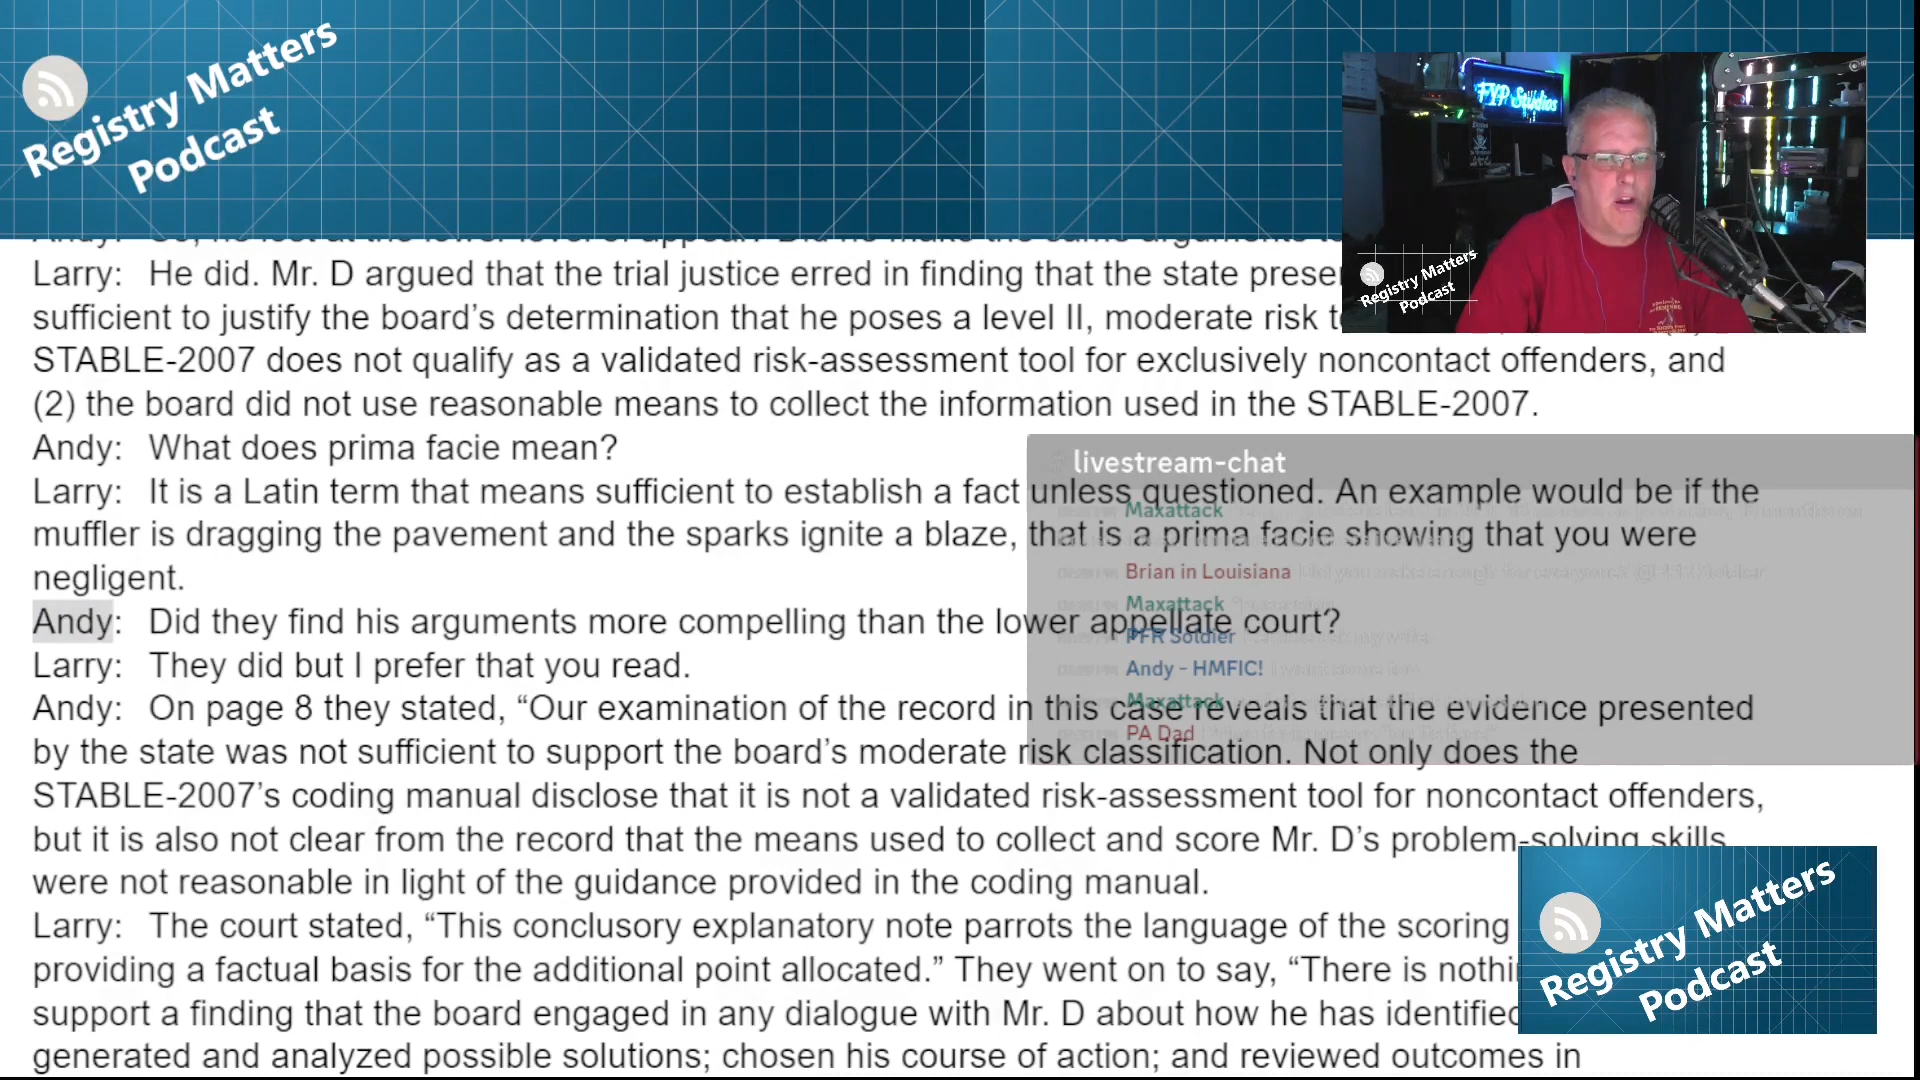 Registry Matters
Podcast
FYP Studios
Registry Matters
Podcast
Larry: He did. Mr. D argued that the trial justice erred in finding that the state
sufficient to justify the board’s determination that he poses a level II, moderate risk
STABLE-2007 does not qualify as a validated risk-assessment tool for exclusively noncontact offenders, and
(2) the board did not use reasonable means to collect the information used in the STABLE-2007.
Andy: What does prima facie mean?
Larry: It is a Latin term that means sufficient to establish a fact unless questioned. An example would be if the
muffler is dragging the pavement and the sparks ignite a blaze, that is a prima facie showing that you were
negligent.
Andy: Did they find his arguments more compelling than the lower appellate court?
Larry: They did but I prefer that you read.
Andy: On page 8 they stated, “Our examination of the record in this case reveals that the evidence presented
by the state was not sufficient to support the board’s moderate risk classification. Not only does the
STABLE-2007’s coding manual disclose that it is not a validated risk-assessment tool for noncontact offenders,
but it is also not clear from the record that the means used to collect and score Mr. D’s problem-solving skills
were not reasonable in light of the guidance provided in the coding manual.
Larry: The court stated, “This conclusory explanatory note parrots the language of the scoring
providing a factual basis for the additional point allocated.” They went on to say, “There is
support a finding that the board engaged in any dialogue with Mr. D about how he has
generated and analyzed possible solutions; chosen his course of action; and reviewed outcomes in
livestream-chat
Maxattack
Brian in Louisiana
Maxattack
PFR Soldier
Andy - HMFIC!
Maxattack
PA Dad
Registry Matters
Podcast